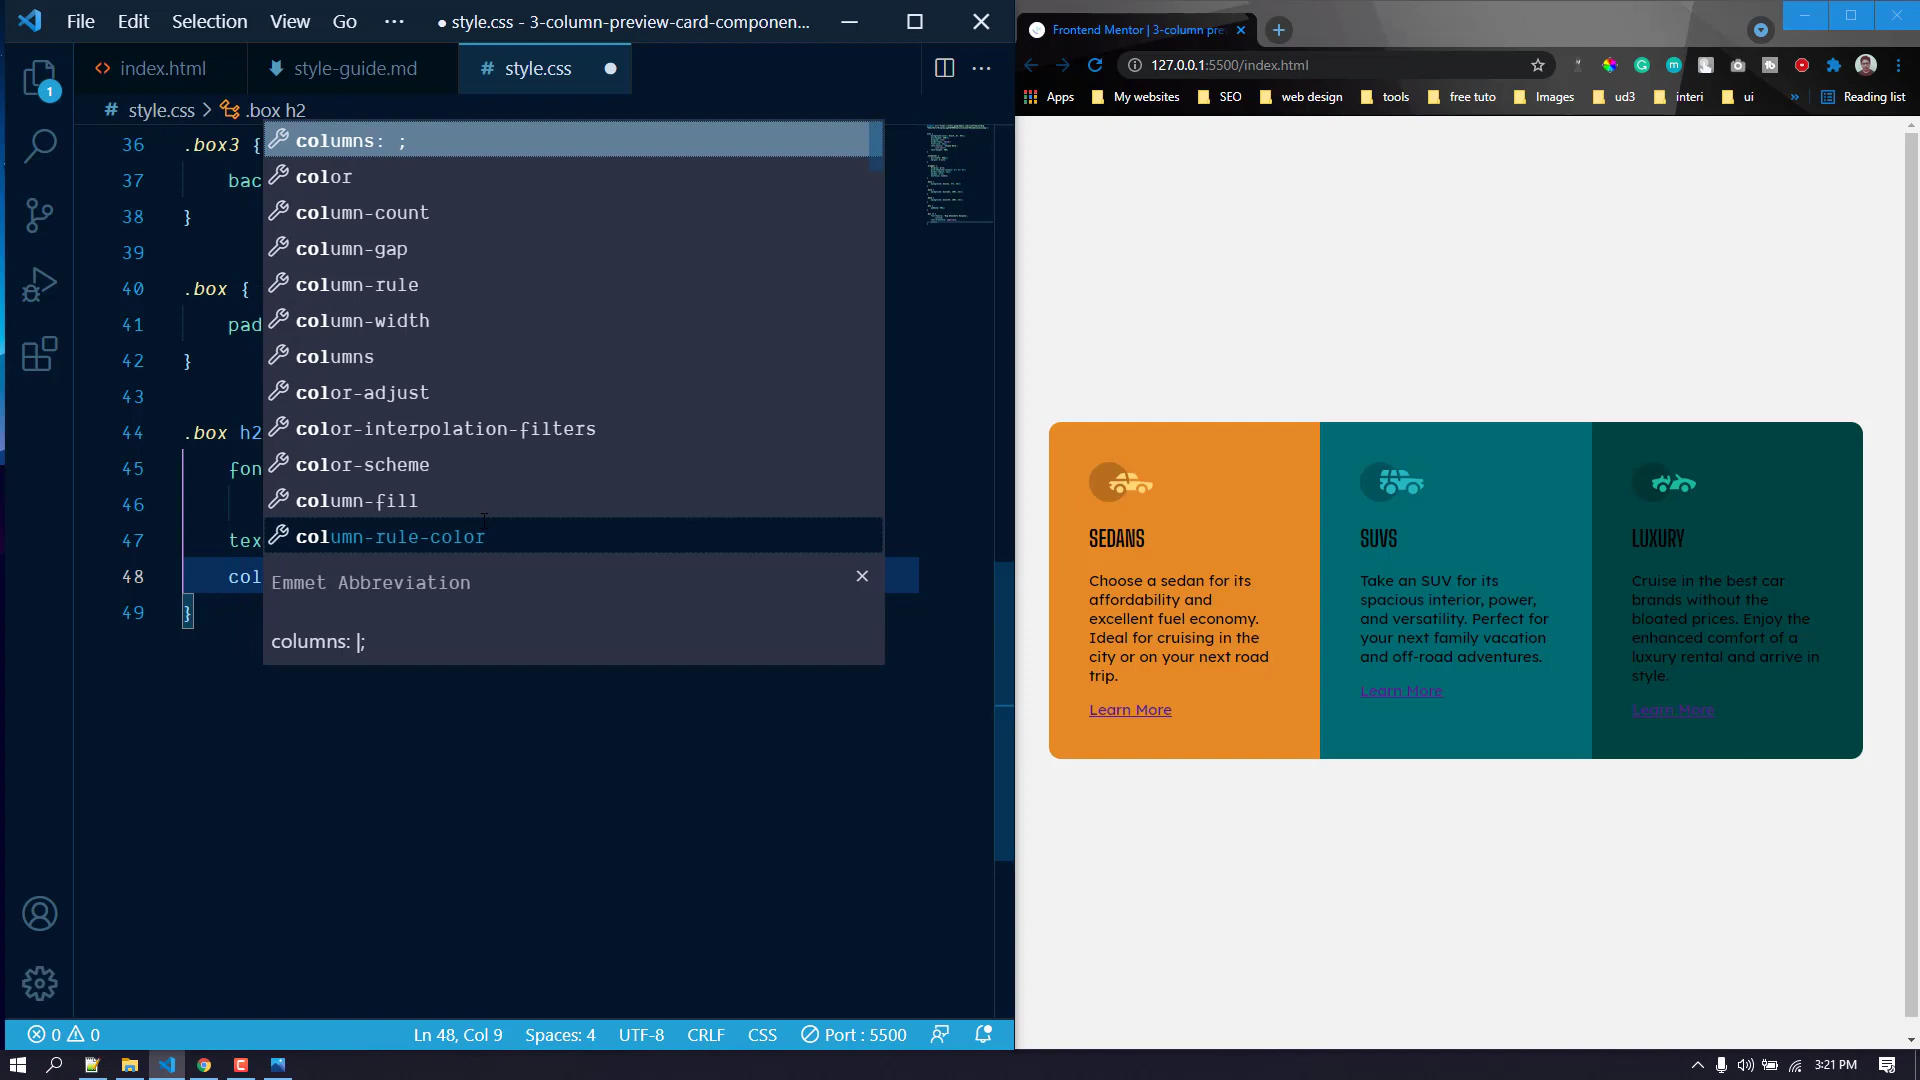 File Edit Selection View Go ··· ● style.css - 3-column-preview-card-componen...
index.html style-guide.md # style.css ●
# style.css > .box h2
36 .box3 {
37 bac
38 }
39
40 .box {
41 pad
42 }
43
44 .box h2
45 fon
46
47 tex
48 col
49 }
columns: ;
color
column-count
column-gap
column-rule
column-width
columns
color-adjust
color-interpolation-filters
color-scheme
column-fill
column-rule-color
Emmet Abbreviation
columns: |;
1
0 0 Ln 48, Col 9 Spaces: 4 UTF-8 CRLF CSS Port : 5500
Frontend Mentor | 3-column pre
127.0.0.1:5500/index.html
Apps My websites SEO web design tools free tuto Images ud3 interi ui » Reading list
SEDANS
Choose a sedan for its
affordability and
excellent fuel economy.
Ideal for cruising in the
city or on your next road
trip.
Learn More
SUVS
Take an SUV for its
spacious interior, power,
and versatility. Perfect for
your next family vacation
and off-road adventures.
Learn More
LUXURY
Cruise in the best car
brands without the
bloated prices. Enjoy the
enhanced comfort of a
luxury rental and arrive in
style.
Learn More
3:21 PM